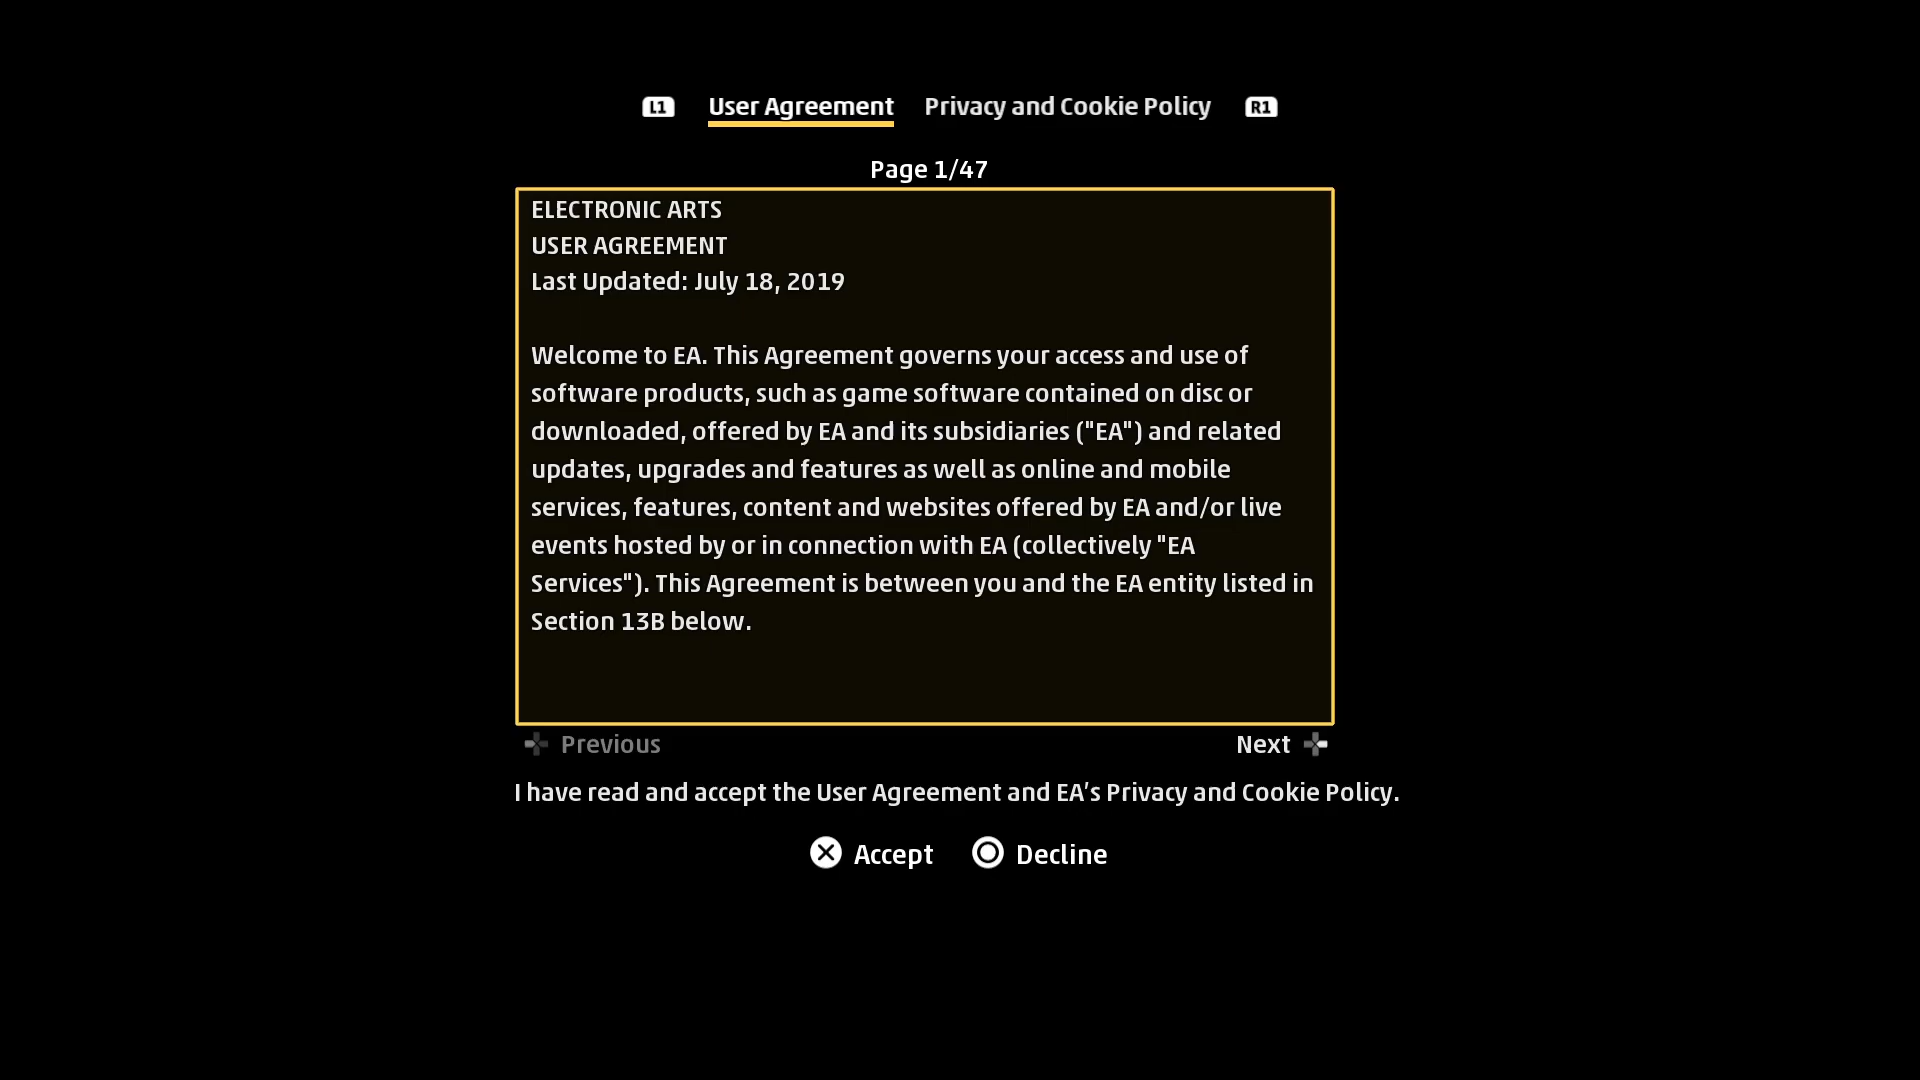 L1 User Agreement Privacy and Cookie Policy R1
Page 1/47
ELECTRONIC ARTS
USER AGREEMENT
Last Updated: July 18, 2019
Welcome to EA. This Agreement governs your access and use of
software products, such as game software contained on disc or
downloaded, offered by EA and its subsidiaries ("EA") and related
updates, upgrades and features as well as online and mobile
services, features, content and websites offered by EA and/or live
events hosted by or in connection with EA (collectively "EA
Services"). This Agreement is between you and the EA entity listed in
Section 13B below.
Previous Next
I have read and accept the User Agreement and EA's Privacy and Cookie Policy.
Accept Decline